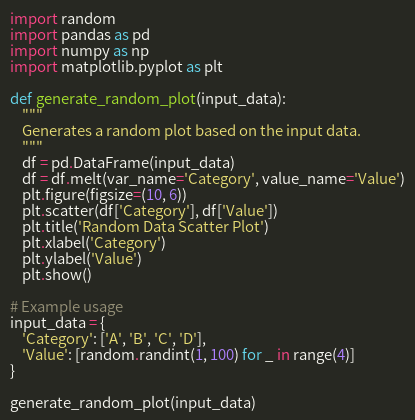 import random
import pandas as pd
import numpy as np
import matplotlib.pyplot as plt

def generate_random_plot(input_data):
    """
    Generates a random plot based on the input data.
    """
    df = pd.DataFrame(input_data)
    df = df.melt(var_name='Category', value_name='Value')
    plt.figure(figsize=(10, 6))
    plt.scatter(df['Category'], df['Value'])
    plt.title('Random Data Scatter Plot')
    plt.xlabel('Category')
    plt.ylabel('Value')
    plt.show()

# Example usage
input_data = {
    'Category': ['A', 'B', 'C', 'D'],
    'Value': [random.randint(1, 100) for _ in range(4)]
}

generate_random_plot(input_data)